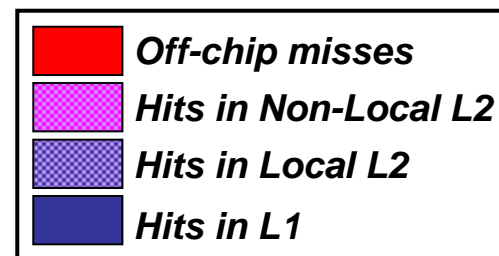 Off-chip misses
Hits in Non-Local L2
Hits in Local L2
Hits in L1